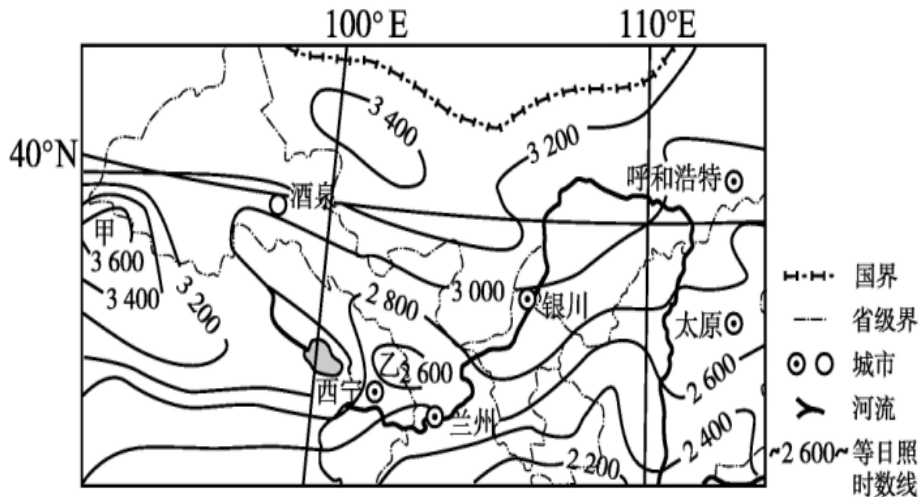 100° E
110°E
40°N
3 400
3 200
呼和浩特
酒泉
甲
3 600
3 400
3 200
2 800
3 000
银川
太原
乙
2 600
西宁
兰州
2 600
2 400
2 200
国界
省级界
城市
河流
~2 600~ 等日照
时数线